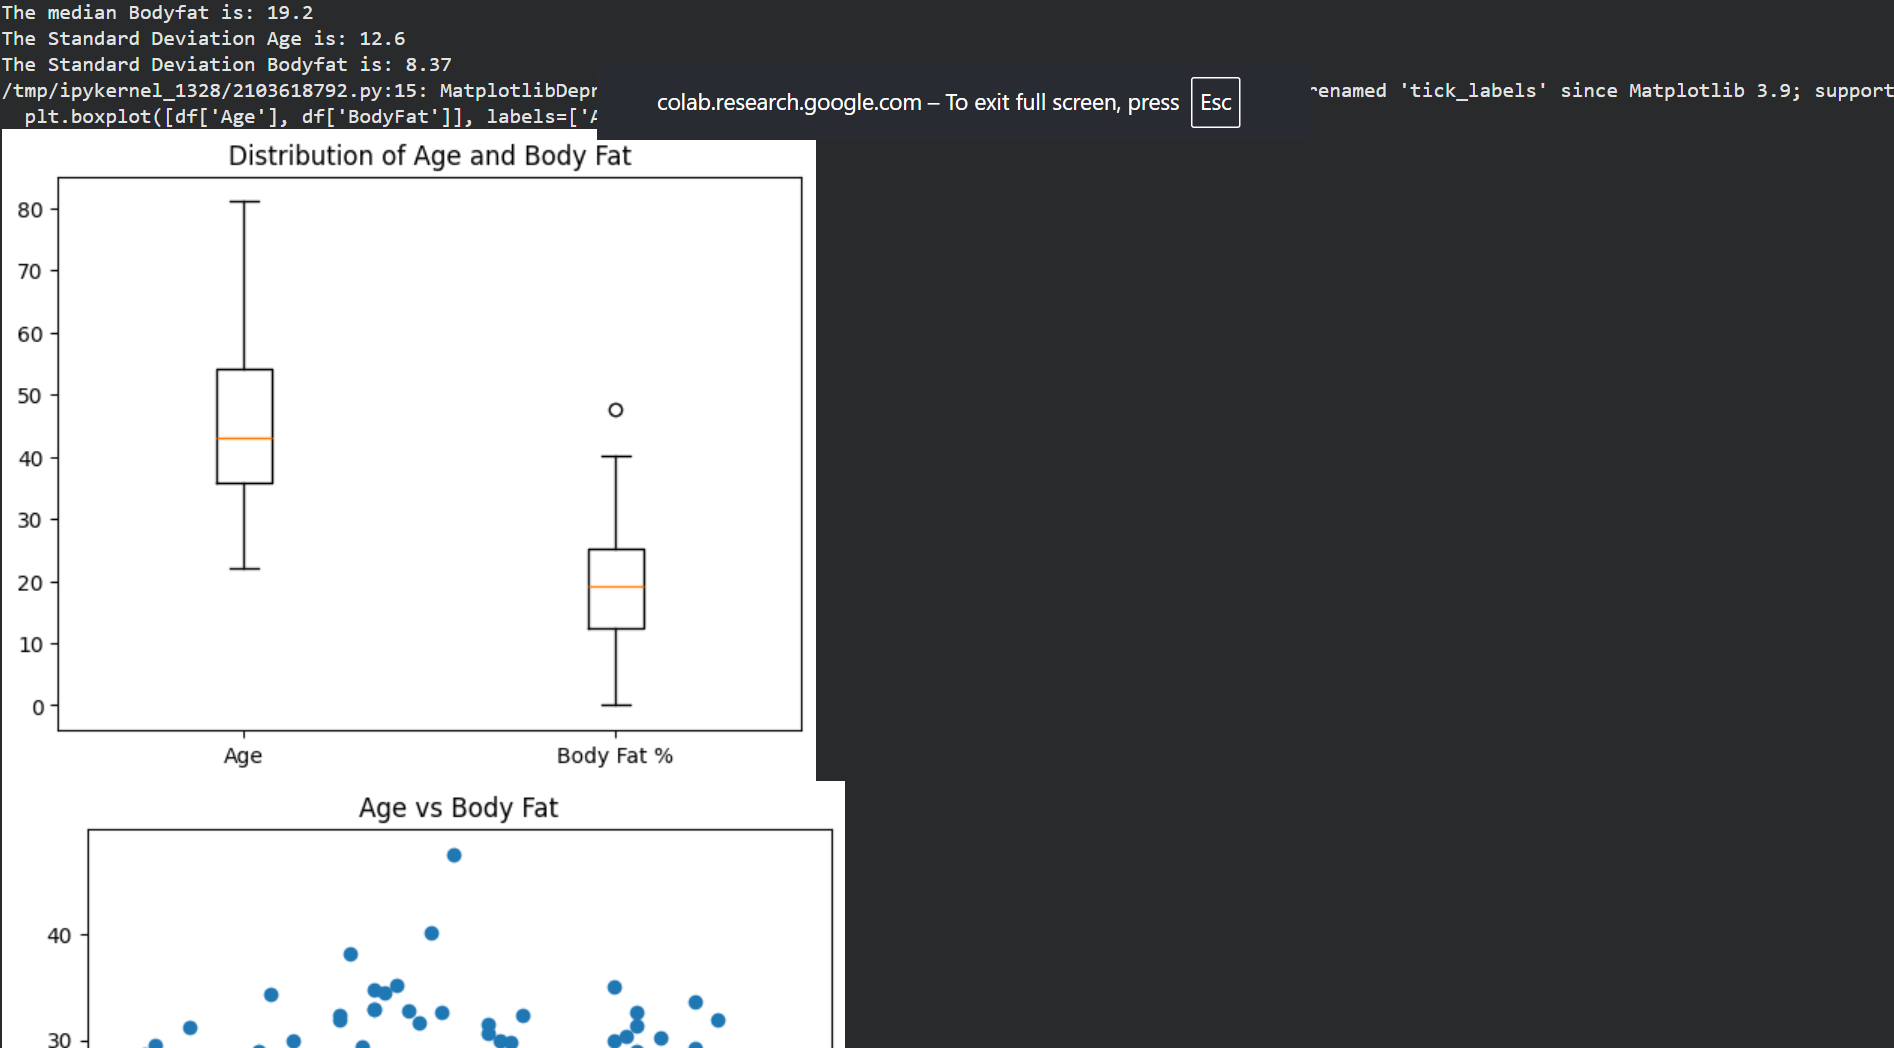 The median Bodyfat is: 19.2
The Standard Deviation Age is: 12.6
The Standard Deviation Bodyfat is: 8.37
/tmp/ipykernel_1328/2103618792.py:15: MatplotlibDepr
renamed 'tick_labels' since Matplotlib 3.9; support
plt.boxplot([df['Age'], df['BodyFat']], labels=['A
colab.research.google.com – To exit full screen, press Esc
Distribution of Age and Body Fat
80
70
60
50
40
30
20
10
0
Age
Body Fat %
Age vs Body Fat
40
30